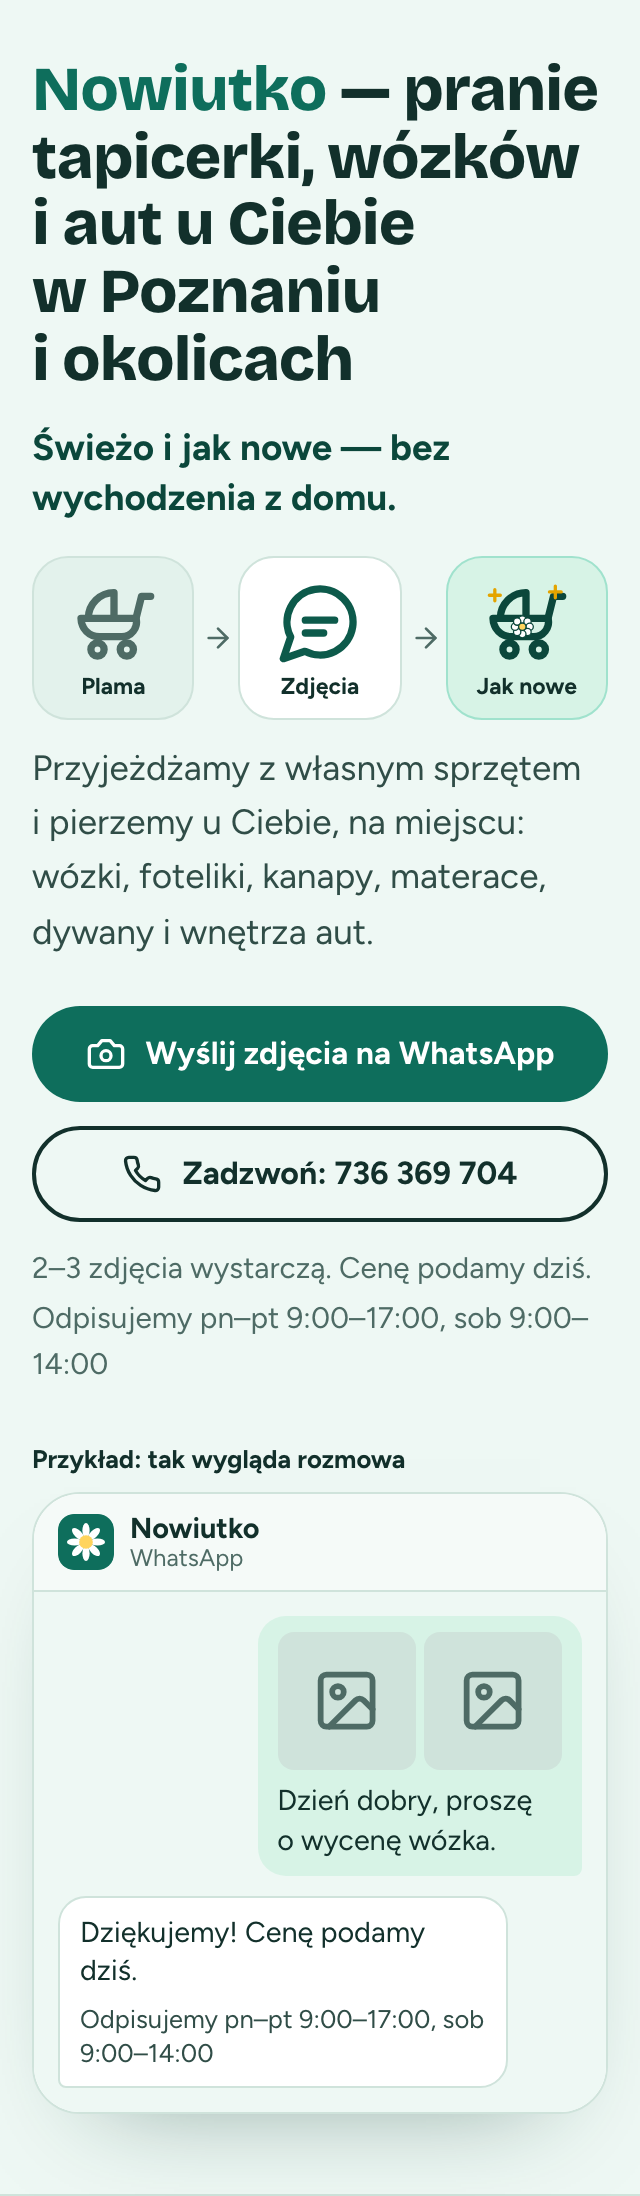 Nowiutko — pranie
tapicerki, wózków
i aut u Ciebie
w Poznaniu
i okolicach
Świeżo i jak nowe — bez
wychodzenia z domu.
Plama
Zdjęcia
Jak nowe
Przyjeżdżamy z własnym sprzętem
i pierzemy u Ciebie, na miejscu:
wózki, foteliki, kanapy, materace,
dywany i wnętrza aut.
Wyślij zdjęcia na WhatsApp
Zadzwoń: 736 369 704
2–3 zdjęcia wystarczą. Cenę podamy dziś.
Odpisujemy pn–pt 9:00–17:00, sob 9:00–
14:00
Przykład: tak wygląda rozmowa
Nowiutko
WhatsApp
Dzień dobry, proszę
o wycenę wózka.
Dziękujemy! Cenę podamy
dziś.
Odpisujemy pn–pt 9:00–17:00, sob
9:00–14:00